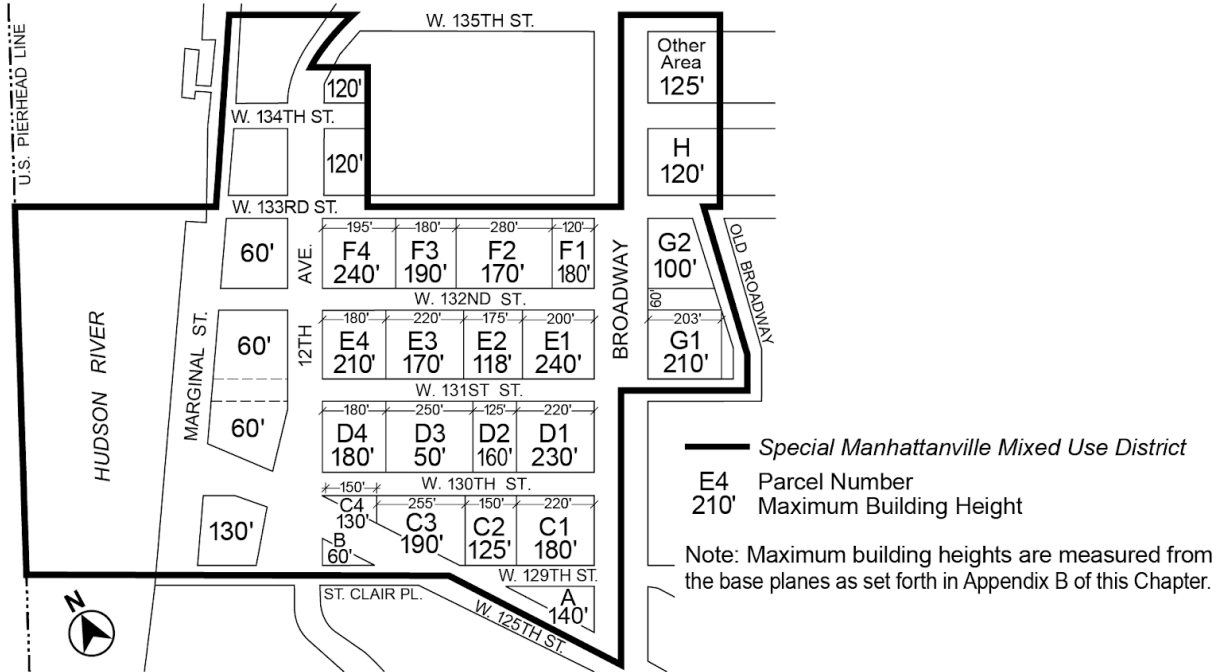 W. 135TH ST.
U.S. PIERHEAD LINE
Other
Area
125'
120'
W. 134TH ST.
120'
H
120'
W. 133RD ST.
195' 180' 280' 120'
60'
F4 F3 F2 F1
240' 190' 170' 180'
G2
100'
AVE.
BROADWAY
OLD BROADWAY
W. 132ND ST.
60'
180' 220' 175' 200' 203'
60'
E4 E3 E2 E1 G1
210' 170' 118' 240' 210'
12TH
HUDSON RIVER
MARGINAL ST.
W. 131ST ST.
180' 250' 125' 220'
60'
D4 D3 D2 D1
180' 50' 160' 230'
W. 130TH ST.
150' 255' 150' 220'
C4 C3 C2 C1
130' 190' 125' 180'
130'
B
60'
W. 129TH ST.
ST. CLAIR PL.
A
140'
W. 125TH ST.
N
Special Manhattanville Mixed Use District
E4 Parcel Number
210' Maximum Building Height
Note: Maximum building heights are measured from
the base planes as set forth in Appendix B of this Chapter.